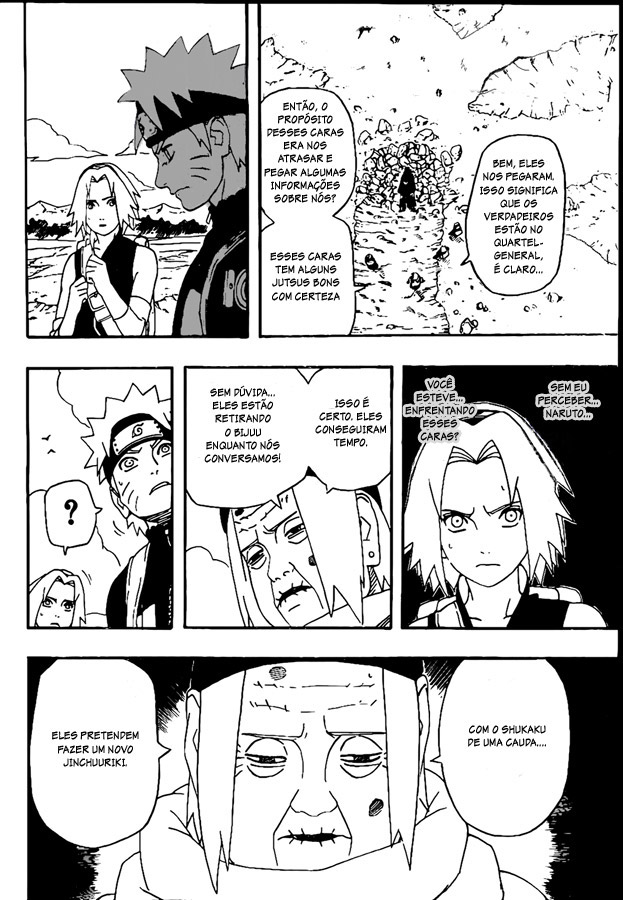 BEM, ELES
NOS PEGARAM.
ISSO SIGNIFICA
QUE OS
VERDADEIROS
ESTÃO NO
QUARTEL-
GENERAL,
É CLARO...
ENTÃO, O
PROPÓSITO
DESSES CARAS
ERA NOS
ATRASAR E
PEGAR ALGUMAS
INFORMAÇÕES
SOBRE NÓS?
ESSES CARAS
TEM ALGUNS
JUTSUS BONS
COM CERTEZA
SEM EU
PERCEBER...
NARUTO...
VOCÊ
ESTEVE...
ENFRENTANDO
ESSES
CARAS?
ISSO É
CERTO. ELES
CONSEGUIRAM
TEMPO.
SEM DÚVIDA...
ELES ESTÃO
RETIRANDO
O BIJUU
ENQUANTO NÓS
CONVERSAMOS!
?
COM O SHUKAKU
DE UMA CAUDA....
ELES PRETENDEM
FAZER UM NOVO
JINCHUURIKI.